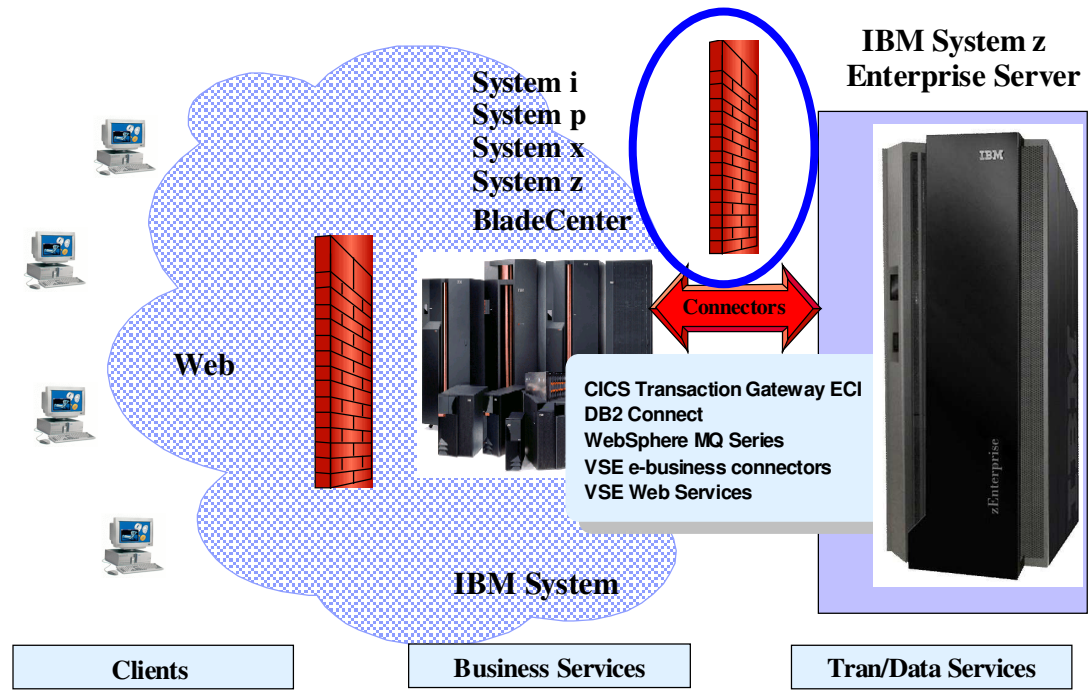 IBM System z
Enterprise Server
System i
System p
System x
System z
BladeCenter
IBM
Connectors
Web
CICS Transaction Gateway ECI
DB2 Connect
WebSphere MQ Series
VSE e-business connectors
VSE Web Services
zEnterprise
IBM System
Clients
Business Services
Tran/Data Services